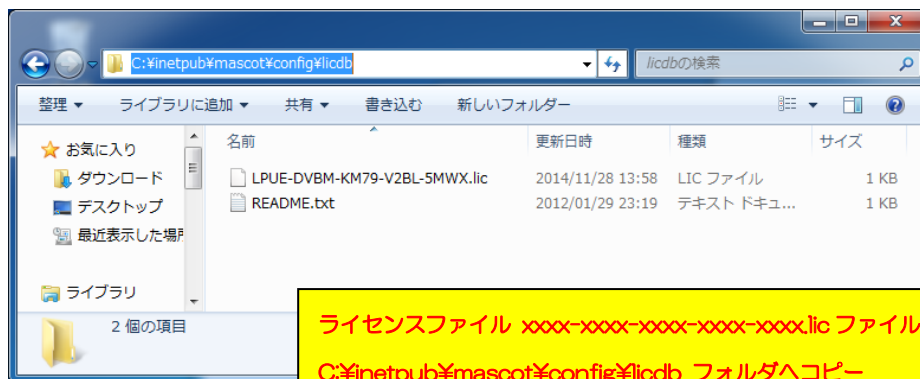 C:¥inetpub¥mascot¥config¥licdb
licdbの検索
整理 ライブラリに追加 共有 書き込む 新しいフォルダー
お気に入り
ダウンロード
デスクトップ
最近表示した場所
ライブラリ
名前 更新日時 種類 サイズ
LPUE-DVBM-KM79-V2BL-5MWX.lic 2014/11/28 13:58 LIC ファイル 1 KB
README.txt 2012/01/29 23:19 テキスト ドキュ... 1 KB
2 個の項目
ライセンスファイル xxxx-xxxx-xxxx-xxxx-xxxx.lic ファイル
C:¥inetpub¥mascot¥config¥licdb フォルダへコピー